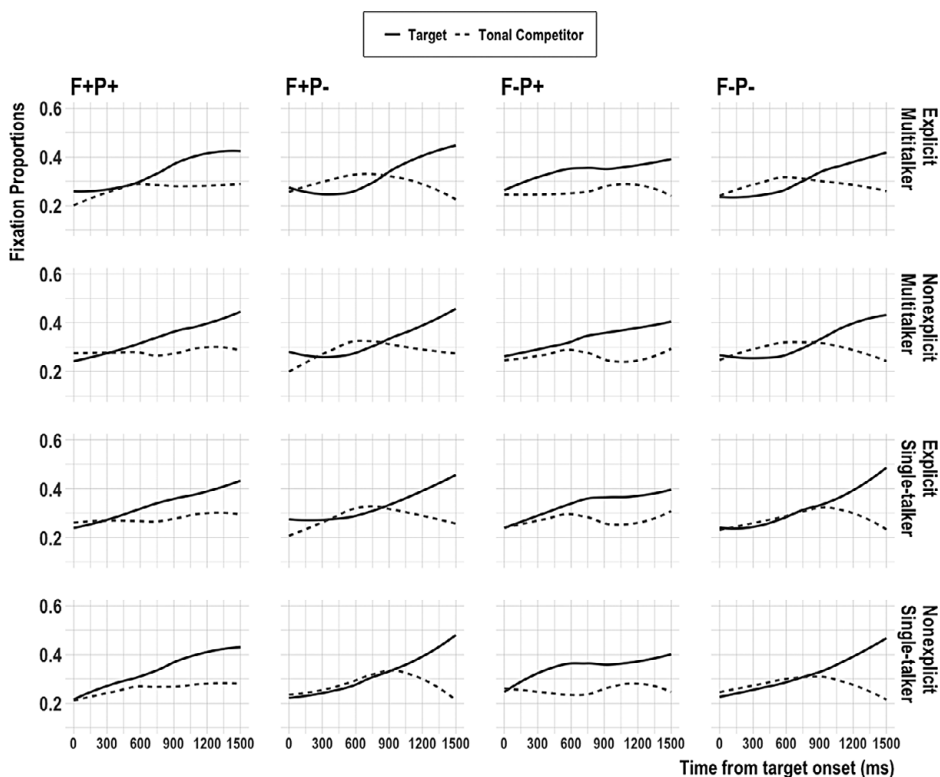 Target Tonal Competitor
F+P+ F+P- F-P+ F-P-
Fixation Proportions
0.6
0.4
0.2
Explicit
Multitalker
0.6
0.4
0.2
Nonexplicit
Multitalker
0.6
0.4
0.2
Explicit
Single-talker
0.6
0.4
0.2
Nonexplicit
Single-talker
0 300 600 900 1200 1500 0 300 600 900 1200 1500 0 300 600 900 1200 1500 0 300 600 900 1200 1500
Time from target onset (ms)